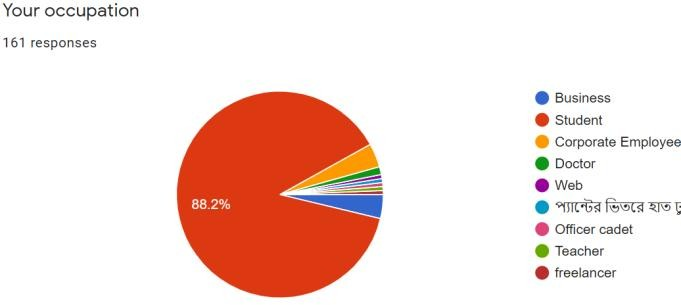 Your occupation
161 responses
88.2%
Business
Student
Corporate Employee
Doctor
Web
প্যান্টের ভিতরে হাত
Officer cadet
Teacher
freelancer